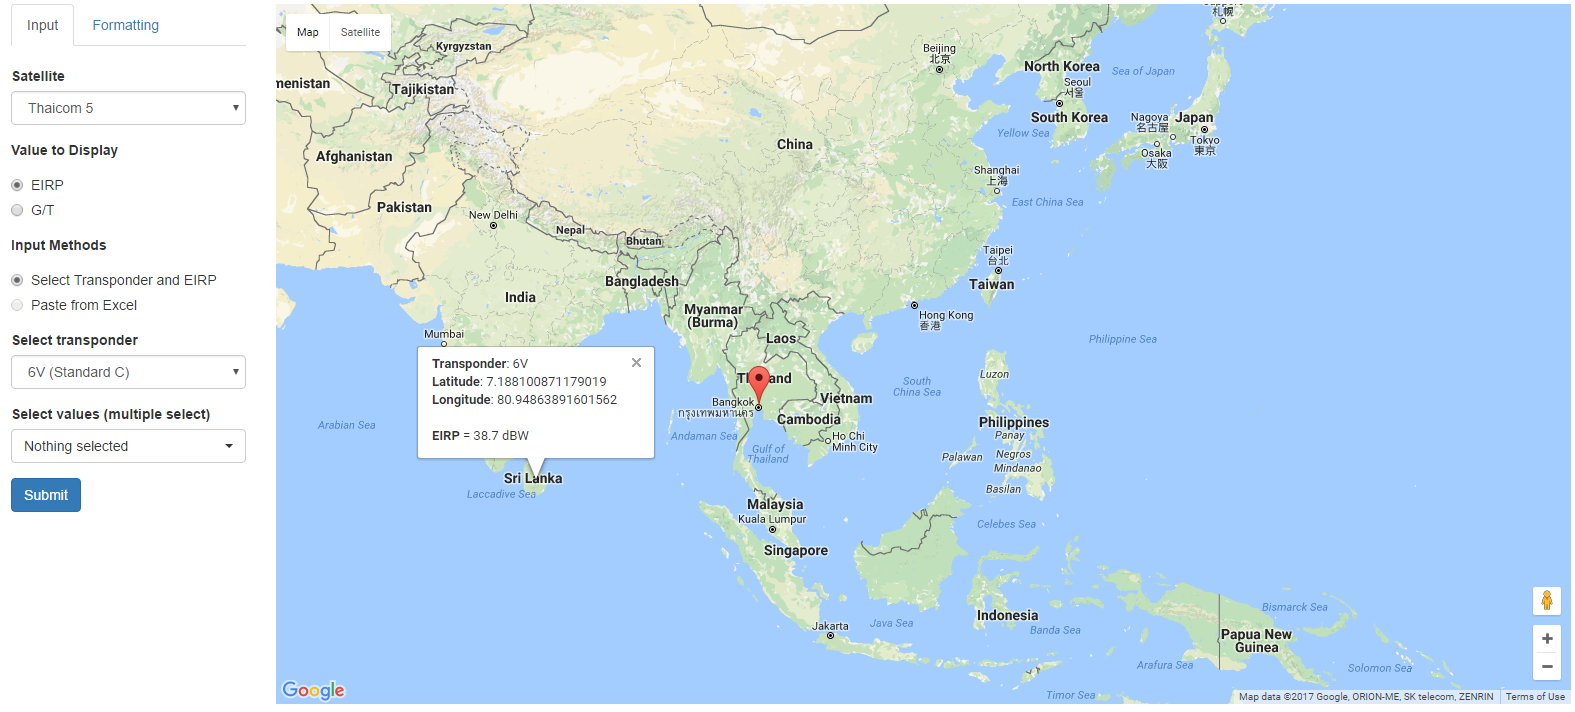 Input
Formatting
Satellite
Thaicom 5
Value to Display
EIRP
G/T
Input Methods
Select Transponder and EIRP
Paste from Excel
Select transponder
6V (Standard C)
Select values (multiple select)
Nothing selected
Submit
Map
Satellite
札幌
Kyrgyzstan
Beijing
北京
North Korea
Sea of Japan
menistan
Tajikistan
Seoul
서울
South Korea
Nagoya
名古屋
Japan
Yellow Sea
Tokyo
東京
Osaka
大阪
China
Afghanistan
Shanghai
上海
Pakistan
East China Sea
New Delhi
Nepal
Bhutan
Taipei
台北
Bangladesh
Taiwan
India
Myanmar
(Burma)
Hong Kong
香港
Mumbai
Laos
Philippine Sea
Transponder: 6V
Latitude: 7.188100871179019
Longitude: 80.94863891601562
EIRP = 38.7 dBW
Luzon
South
China Sea
Bangkok
กรุงเทพมหานคร
Vietnam
Cambodia
Arabian Sea
Andaman Sea
Philippines
Ho Chi
Minh City
Panay
Gulf of
Thailand
Palawan
Negros
Mindanao
Sri Lanka
Basilan
Laccadive Sea
Malaysia
Kuala Lumpur
Celebes Sea
Singapore
Indonesia
Bismarck Sea
Jakarta
Java Sea
Banda Sea
Papua New
Guinea
Arafura Sea
Solomon Sea
Timor Sea
Google
Map data ©2017 Google, ORION-ME, SK telecom, ZENRIN
Terms of Use